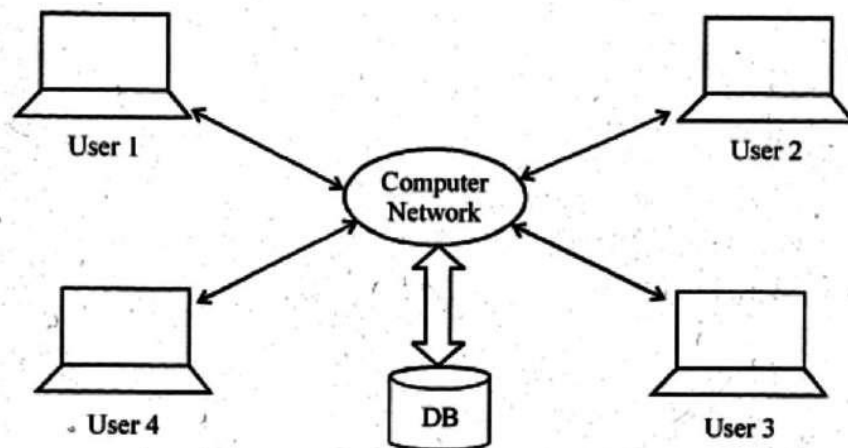 User 1
User 2
Computer
Network
User 4
DB
User 3